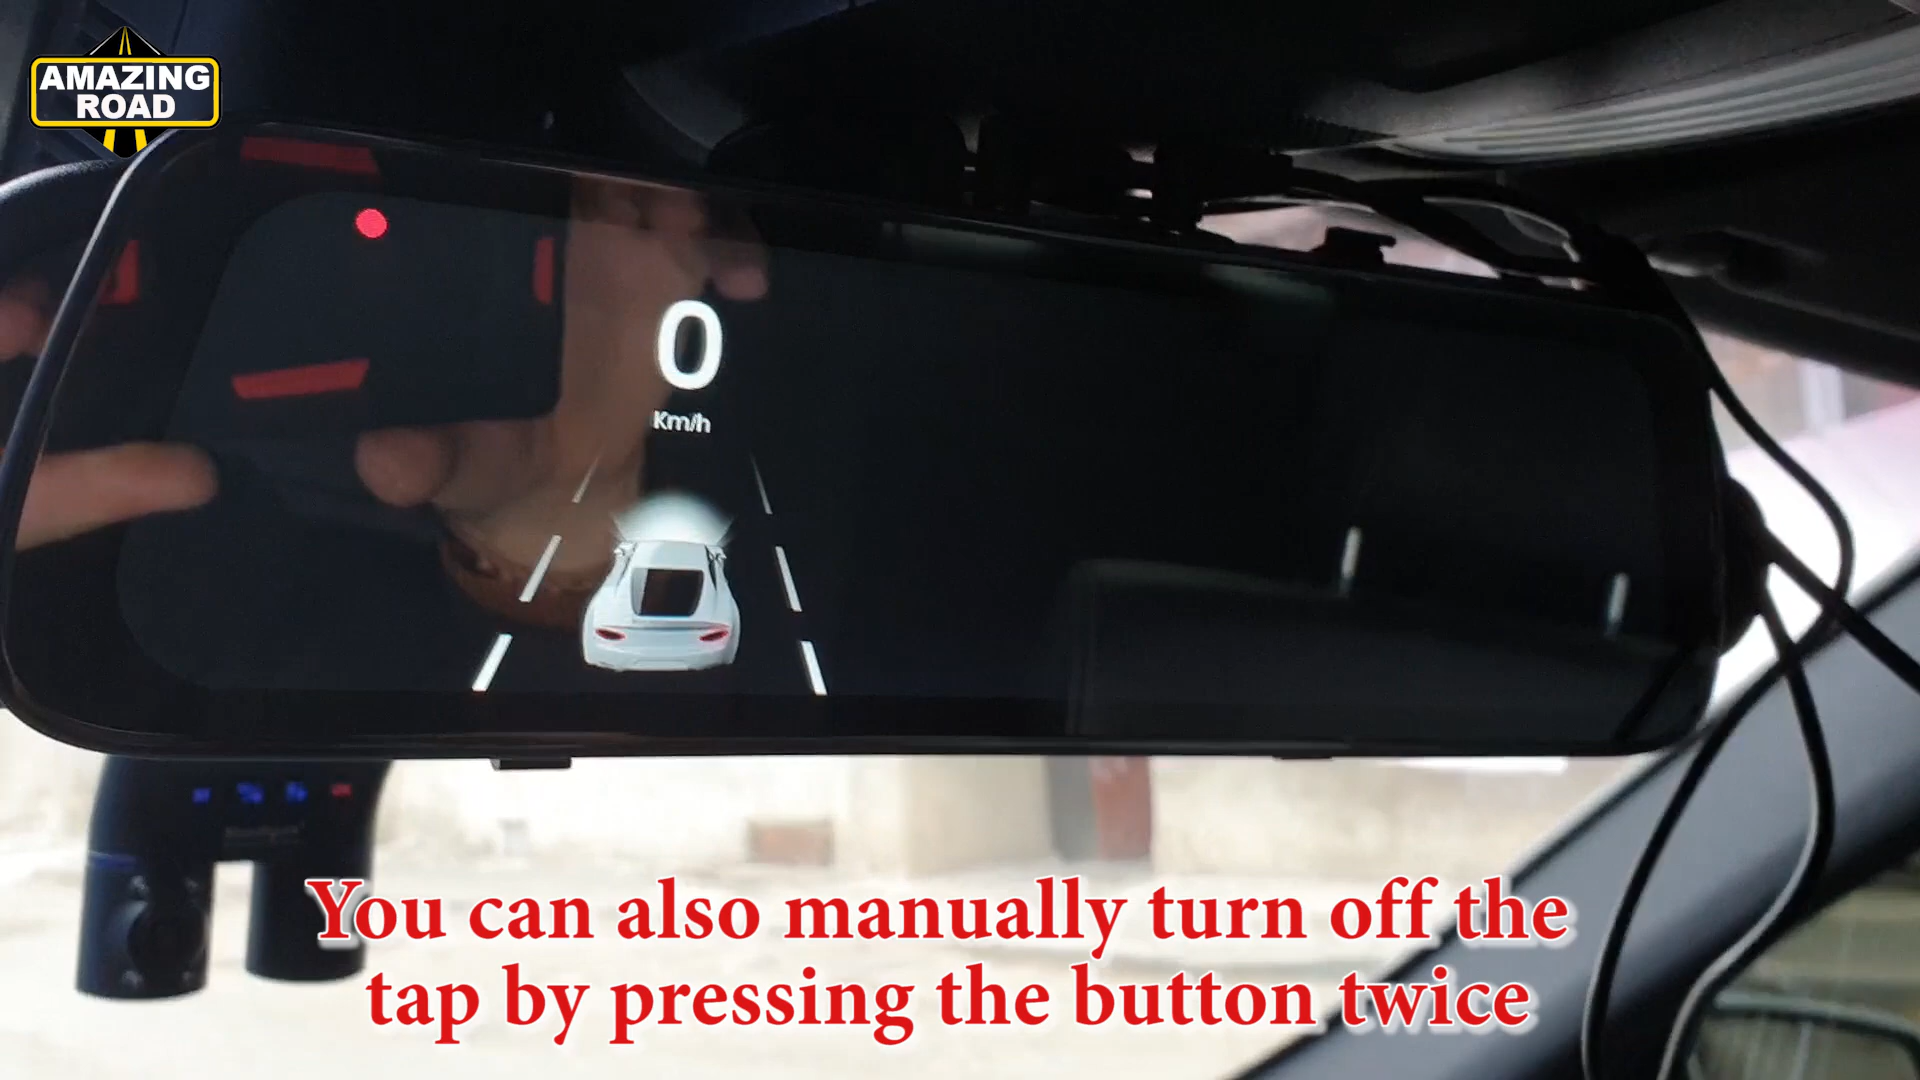 AMAZING
ROAD
0
Km/h
You can also manually turn off the
tap by pressing the button twice